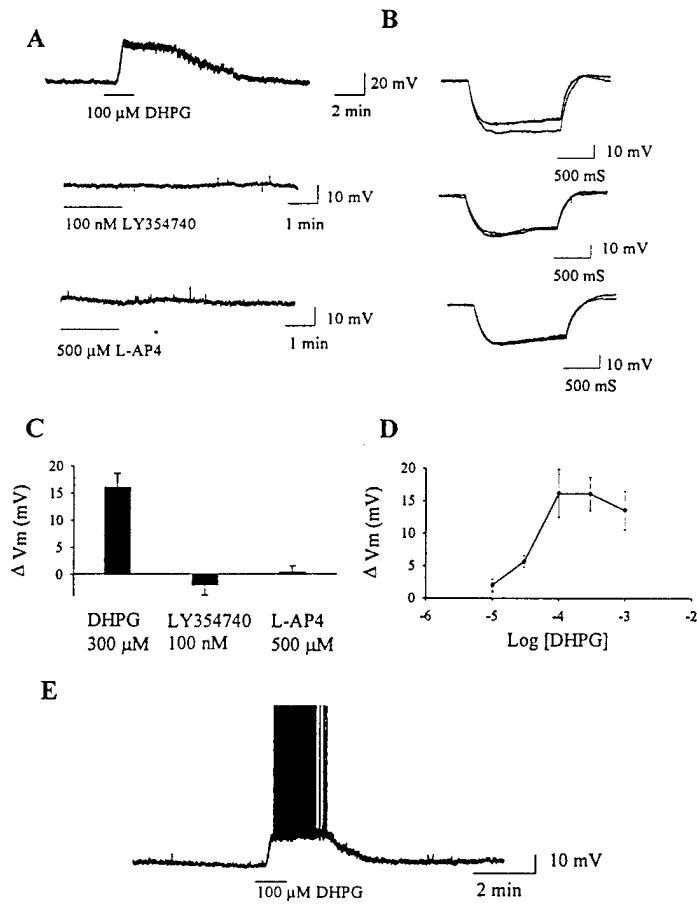 A
20 mV
2 min
100 µM DHPG
10 mV
1 min
100 nM LY354740
10 mV
1 min
500 µM L-AP4
B
10 mV
500 mS
10 mV
500 mS
10 mV
500 mS
C
20
15
10
5
0
Δ Vm (mV)
DHPG LY354740 L-AP4
300 µM 100 nM 500 µM
D
20
15
10
5
0
Δ Vm (mV)
-6 -5 -4 -3 -2
Log [DHPG]
E
10 mV
2 min
100 µM DHPG